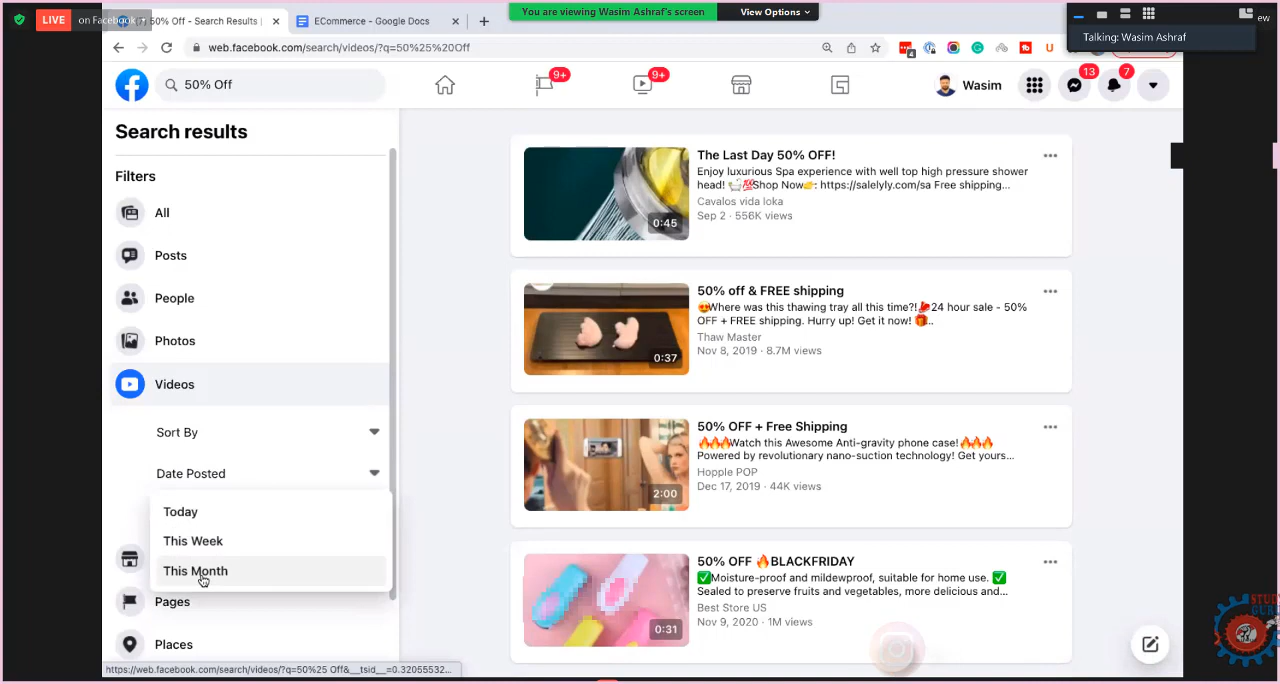 LIVE on Facebook
50% Off - Search Results |
ECommerce - Google Docs
You are viewing Wasim Ashraf's screen
View Options
ew
Talking: Wasim Ashraf
web.facebook.com/search/videos/?q=50%25%20Off
4
U
50% Off
9+
9+
Wasim
13
7
Search results
Filters
All
Posts
People
Photos
Videos
Sort By
Date Posted
Today
This Week
This Month
Pages
Places
https://web.facebook.com/search/videos/?q=50%25 Off&__tsid__=0.32055532...
The Last Day 50% OFF!
Enjoy luxurious Spa experience with well top high pressure shower
head! 🛀💯Shop Now👉: https://salelyly.com/sa Free shipping...
Cavalos vida loka
Sep 2 · 556K views
0:45
50% off & FREE shipping
😍Where was this thawing tray all this time?!💃24 hour sale - 50%
OFF + FREE shipping. Hurry up! Get it now! 🎁..
Thaw Master
Nov 8, 2019 · 8.7M views
0:37
50% OFF + Free Shipping
🔥🔥🔥Watch this Awesome Anti-gravity phone case!🔥🔥🔥
Powered by revolutionary nano-suction technology! Get yours...
Hopple POP
Dec 17, 2019 · 44K views
2:00
50% OFF 🔥BLACKFRIDAY
✅Moisture-proof and mildewproof, suitable for home use. ✅
Sealed to preserve fruits and vegetables, more delicious and...
Best Store US
Nov 9, 2020 · 1M views
0:31